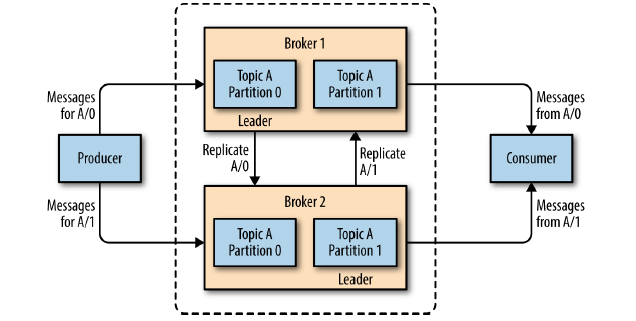 Broker 1
Topic A
Partition 0
Topic A
Partition 1
Leader
Messages
for A/0
Messages
from A/0
Producer
Replicate
A/0
Replicate
A/1
Consumer
Messages
for A/1
Messages
from A/1
Broker 2
Topic A
Partition 0
Topic A
Partition 1
Leader